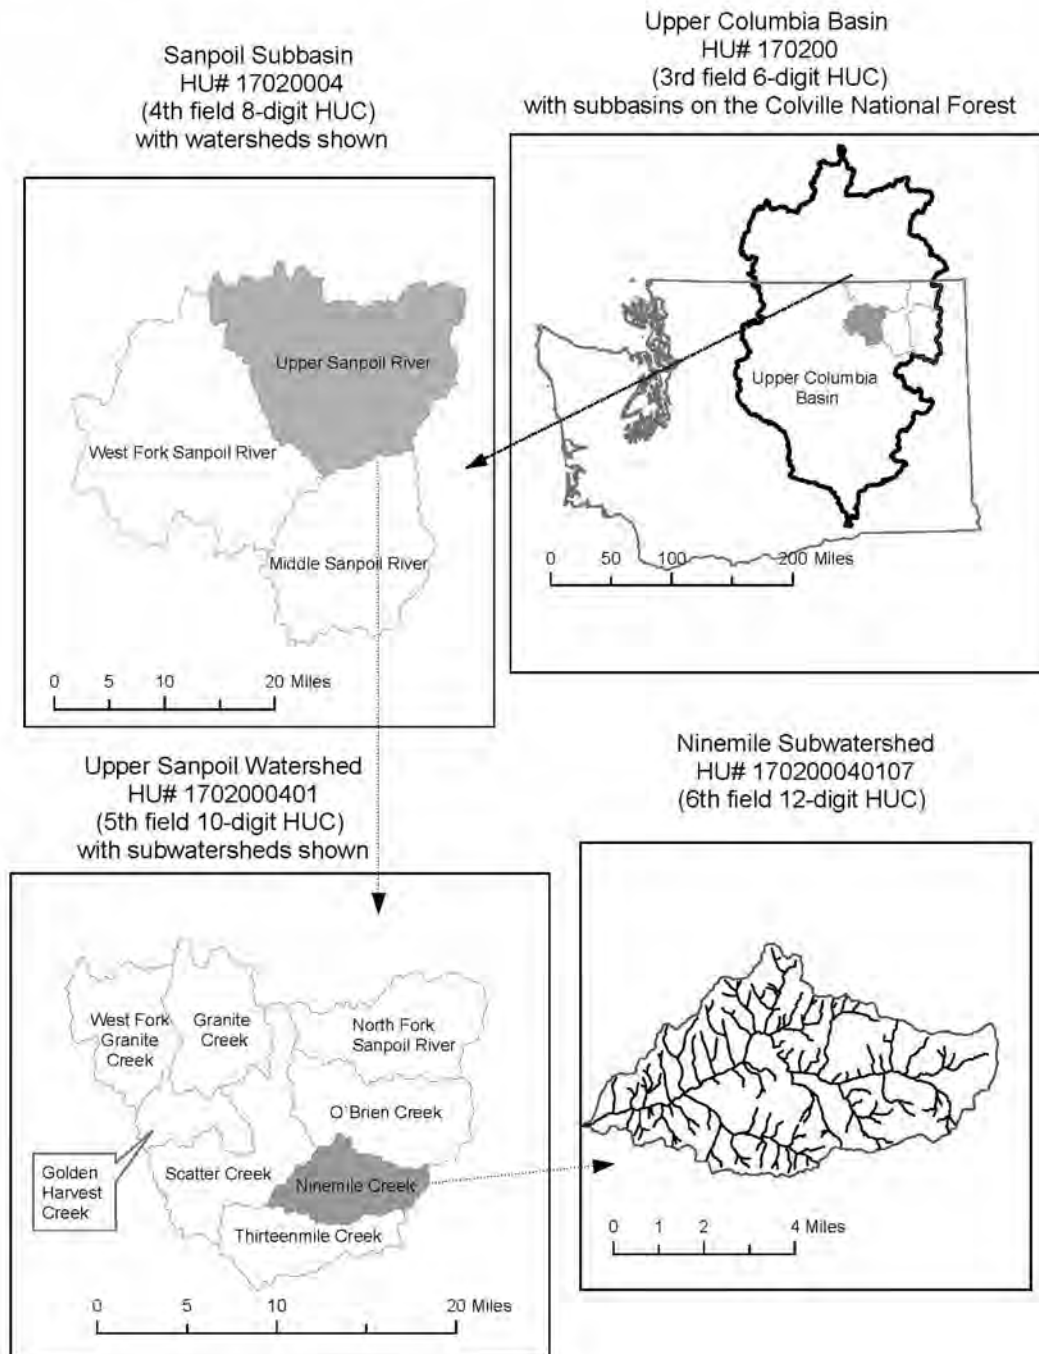 Sanpoil Subbasin
HU# 17020004
(4th field 8-digit HUC)
with watersheds shown
Upper Sanpoil River
West Fork Sanpoil River
Middle Sanpoil River
0 5 10 20 Miles
Upper Columbia Basin
HU# 170200
(3rd field 6-digit HUC)
with subbasins on the Colville National Forest
Upper Columbia
Basin
0 50 100 200 Miles
Upper Sanpoil Watershed
HU# 1702000401
(5th field 10-digit HUC)
with subwatersheds shown
West Fork
Granite
Creek
Granite
Creek
North Fork
Sanpoil River
O'Brien Creek
Golden
Harvest
Creek
Scatter Creek
Ninemile Creek
Thirteenmile Creek
0 5 10 20 Miles
Ninemile Subwatershed
HU# 170200040107
(6th field 12-digit HUC)
0 1 2 4 Miles